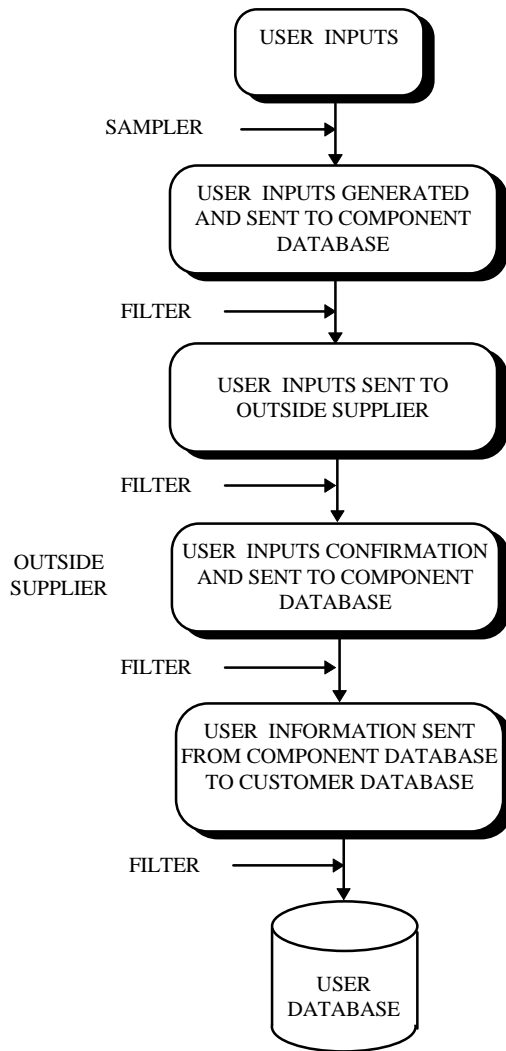 USER INPUTS
SAMPLER
USER INPUTS GENERATED
AND SENT TO COMPONENT
DATABASE
FILTER
USER INPUTS SENT TO
OUTSIDE SUPPLIER
FILTER
OUTSIDE
SUPPLIER
USER INPUTS CONFIRMATION
AND SENT TO COMPONENT
DATABASE
FILTER
USER INFORMATION SENT
FROM COMPONENT DATABASE
TO CUSTOMER DATABASE
FILTER
USER
DATABASE